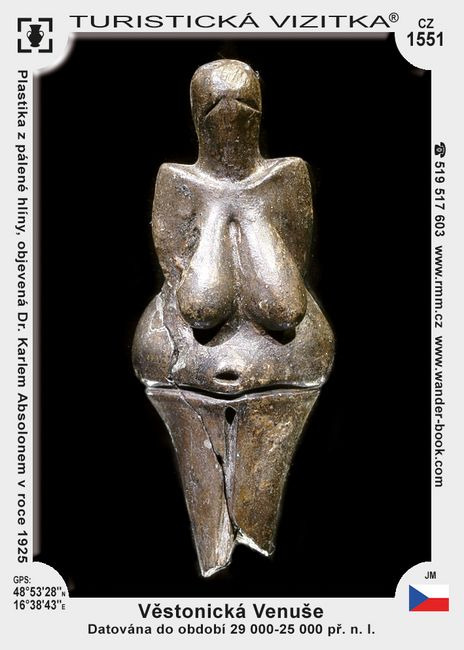 TURISTICKÁ VIZITKA®
CZ
1551
Plastika z pálené hlíny, objevená Dr. Karlem Absolonem v roce 1925
☎ 519 517 603 www.rmm.cz www.wander-book.com
GPS:
48°53'28"N
16°38'43"E
JM
Věstonická Venuše
Datována do období 29 000-25 000 př. n. l.